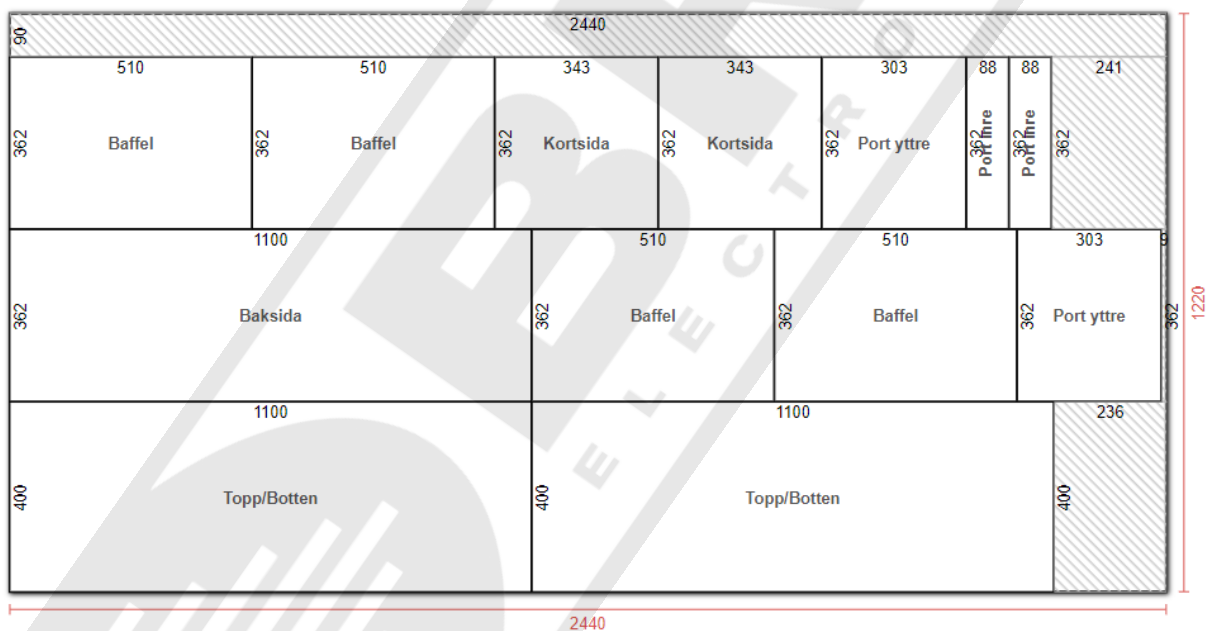 2440
90
510 510 343 343 303 88 88 241
362 Baffel 362 Baffel 362 Kortsida 362 Kortsida 362 Port yttre 362 Port Inre 362 Port Inre 362
1100 510 510 303 9
362 Baksida 362 Baffel 362 Baffel 362 Port yttre 362
1220
1100 1100 236
400 Topp/Botten 400 Topp/Botten 400
2440
ELECTRO